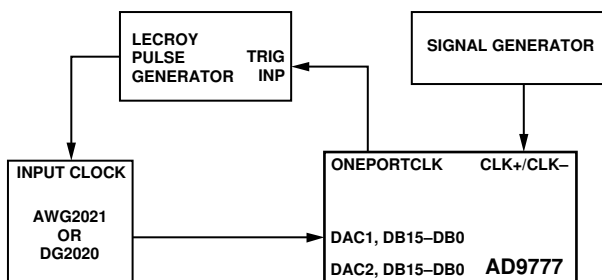 LECROY
PULSE
GENERATOR
TRIG
INP
SIGNAL GENERATOR
INPUT CLOCK
AWG2021
OR
DG2020
ONEPORTCLK
CLK+/CLK–
DAC1, DB15–DB0
DAC2, DB15–DB0
AD9777